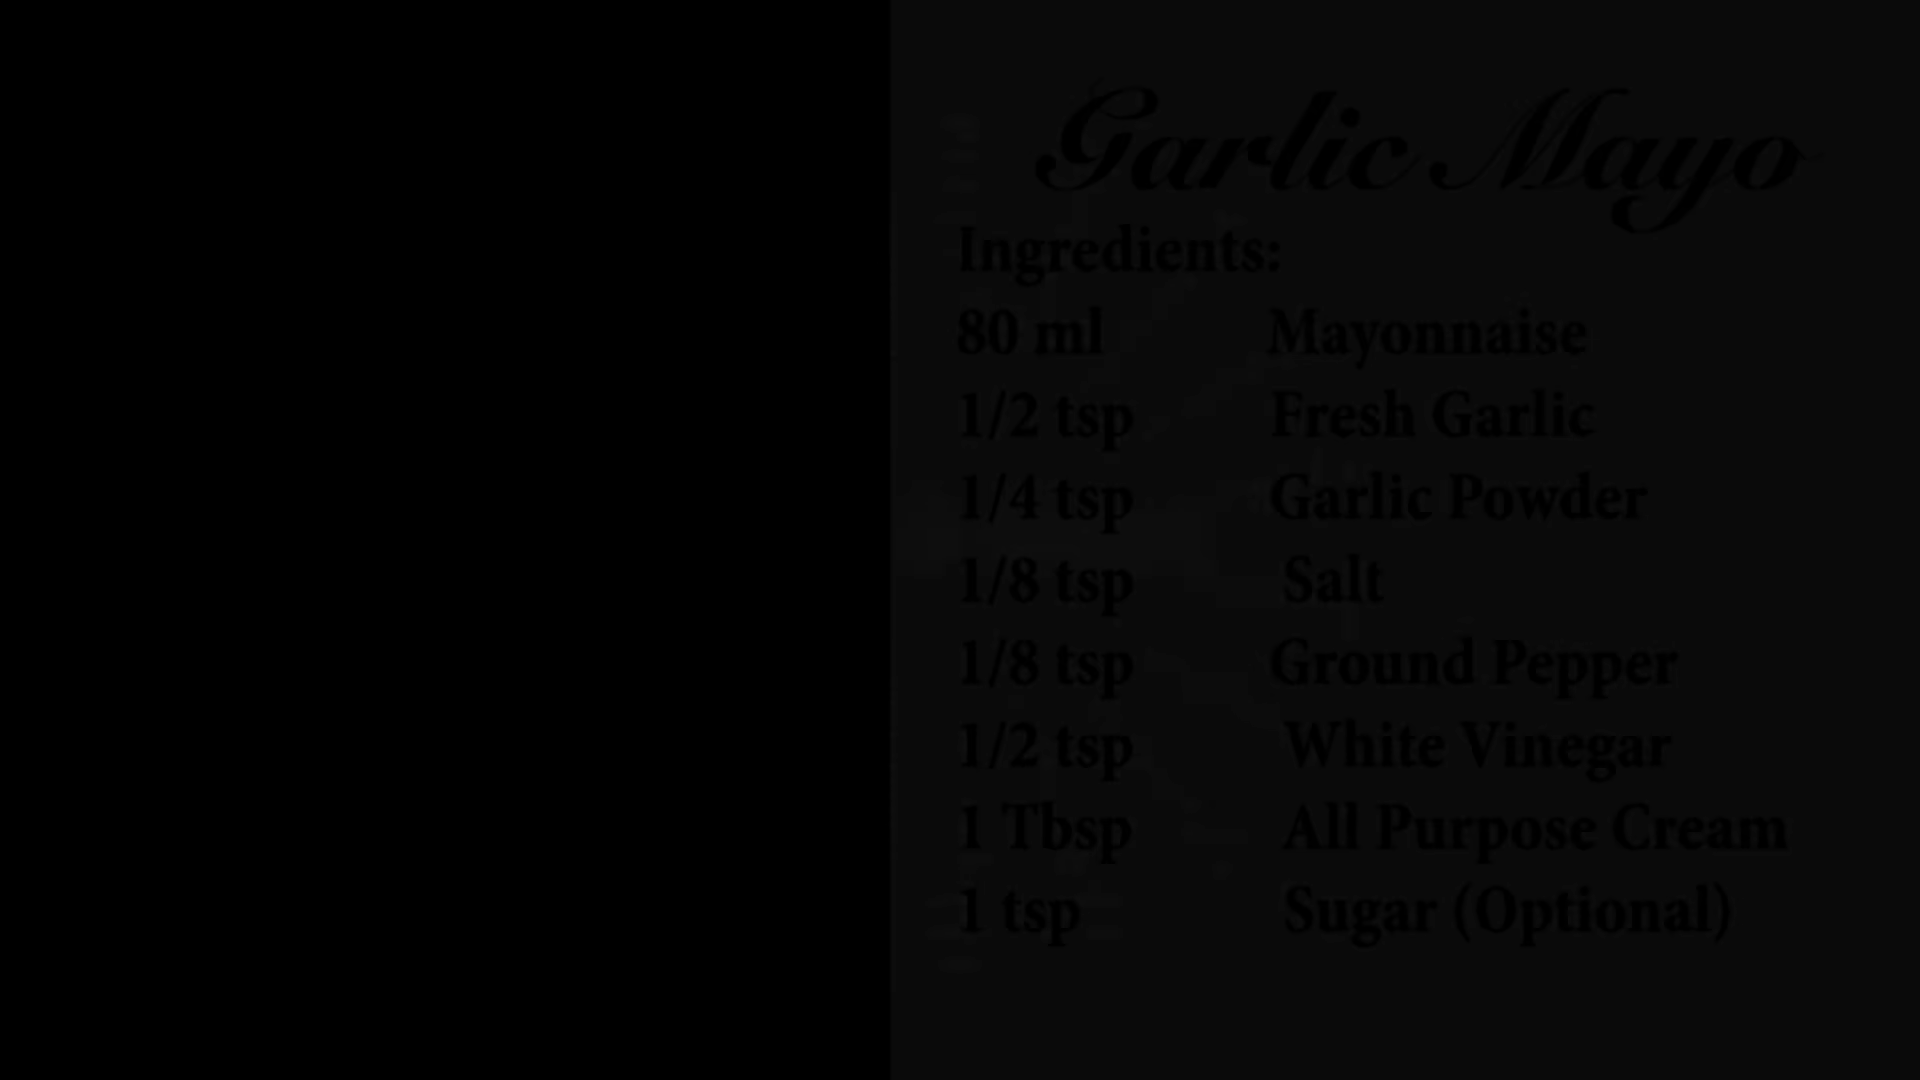 Garlic Mayo
Ingredients:
80 ml Mayonnaise
1/2 tsp Fresh Garlic
1/4 tsp Garlic Powder
1/8 tsp Salt
1/8 tsp Ground Pepper
1/2 tsp White Vinegar
1 Tbsp All Purpose Cream
1 tsp Sugar (Optional)